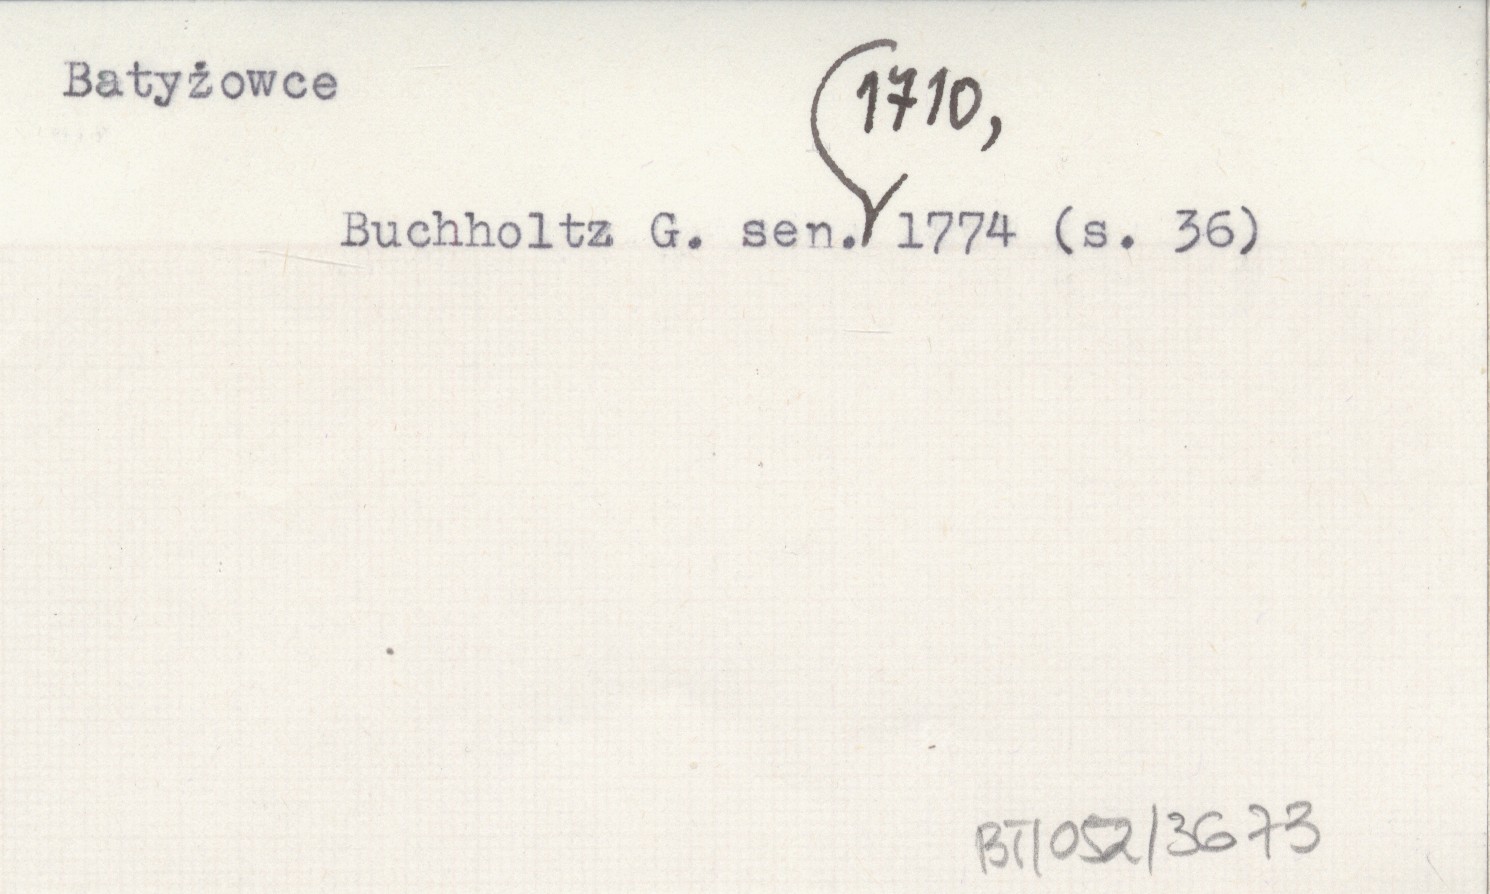 Batyżowce
1710,
Buchholtz G. sen. 1774 (s. 36)
BT/052/3673